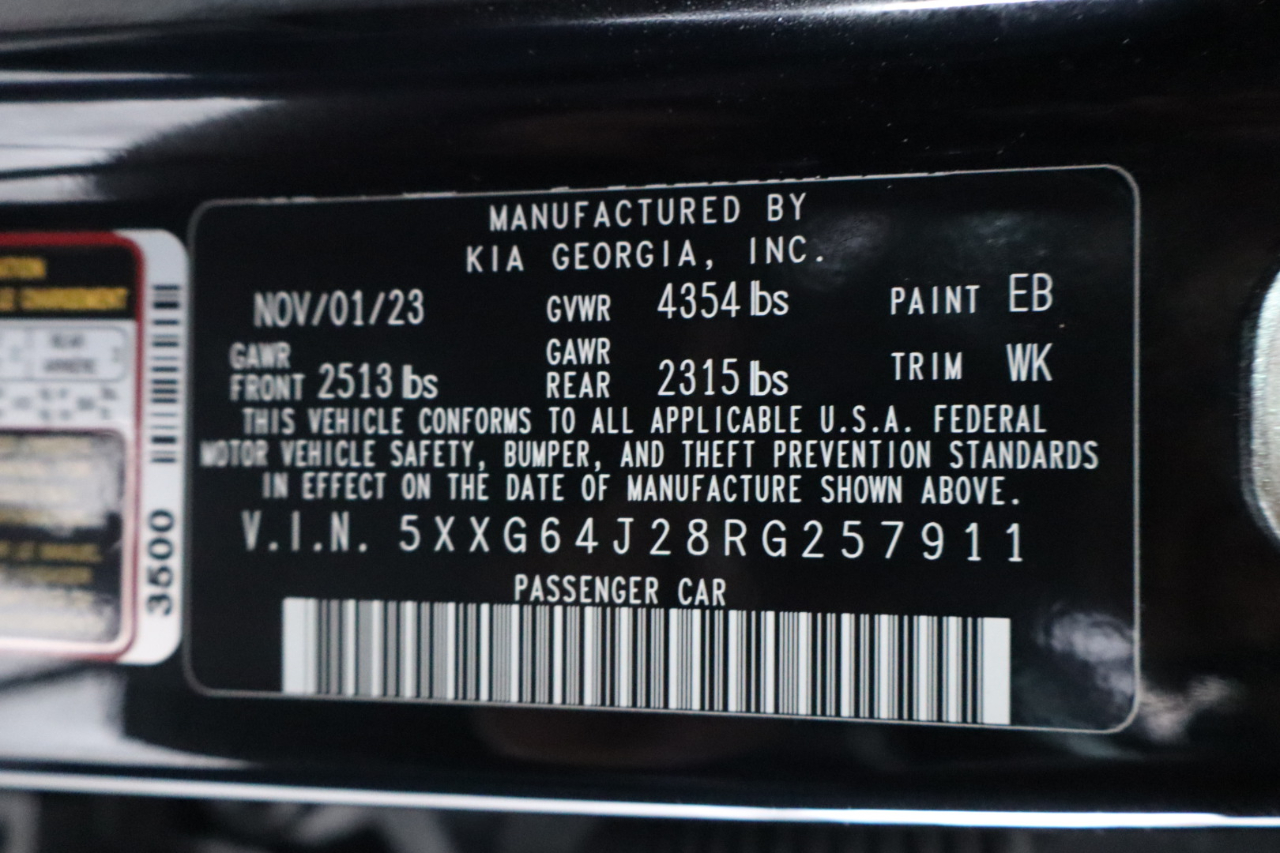 MANUFACTURED BY
KIA GEORGIA, INC.
NOV/01/23 GVWR 4354 lbs PAINT EB
GAWR FRONT 2513 lbs GAWR REAR 2315 lbs TRIM WK
THIS VEHICLE CONFORMS TO ALL APPLICABLE U.S.A. FEDERAL
MOTOR VEHICLE SAFETY, BUMPER, AND THEFT PREVENTION STANDARDS
IN EFFECT ON THE DATE OF MANUFACTURE SHOWN ABOVE.
V.I.N. 5XXG64J28RG257911
PASSENGER CAR
3500